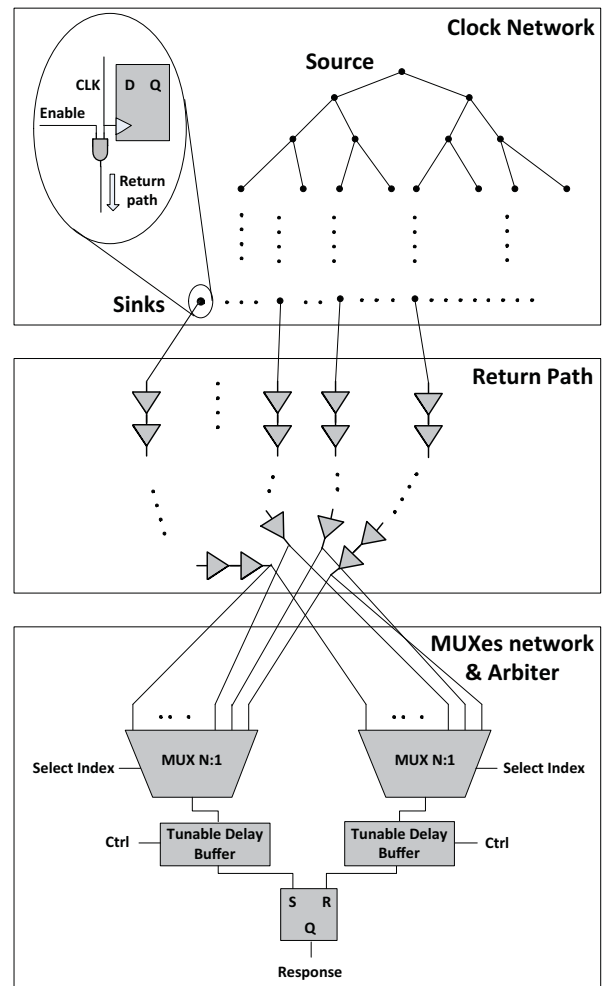 Clock Network
Source
CLK
D Q
Enable
Return
path
Sinks
Return Path
MUXes network
& Arbiter
MUX N:1
MUX N:1
Select Index
Select Index
Ctrl
Tunable Delay
Buffer
Tunable Delay
Buffer
Ctrl
S R
Q
Response